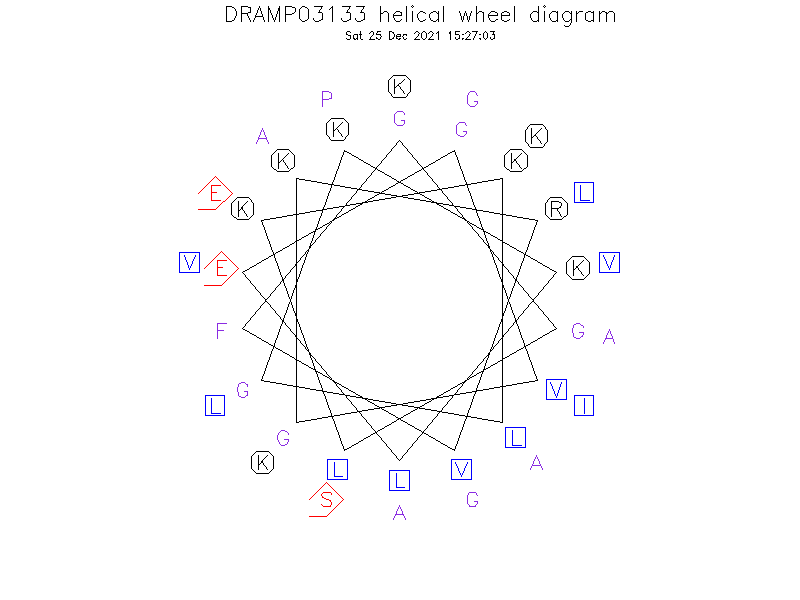 DRAMP03133 helical wheel diagram
Sat 25 Dec 2021 15:27:03
K
P G
K G G
A K K K
K
E K R L
V E K V
F G A
L G V I
G L A
K L L V
S G
A